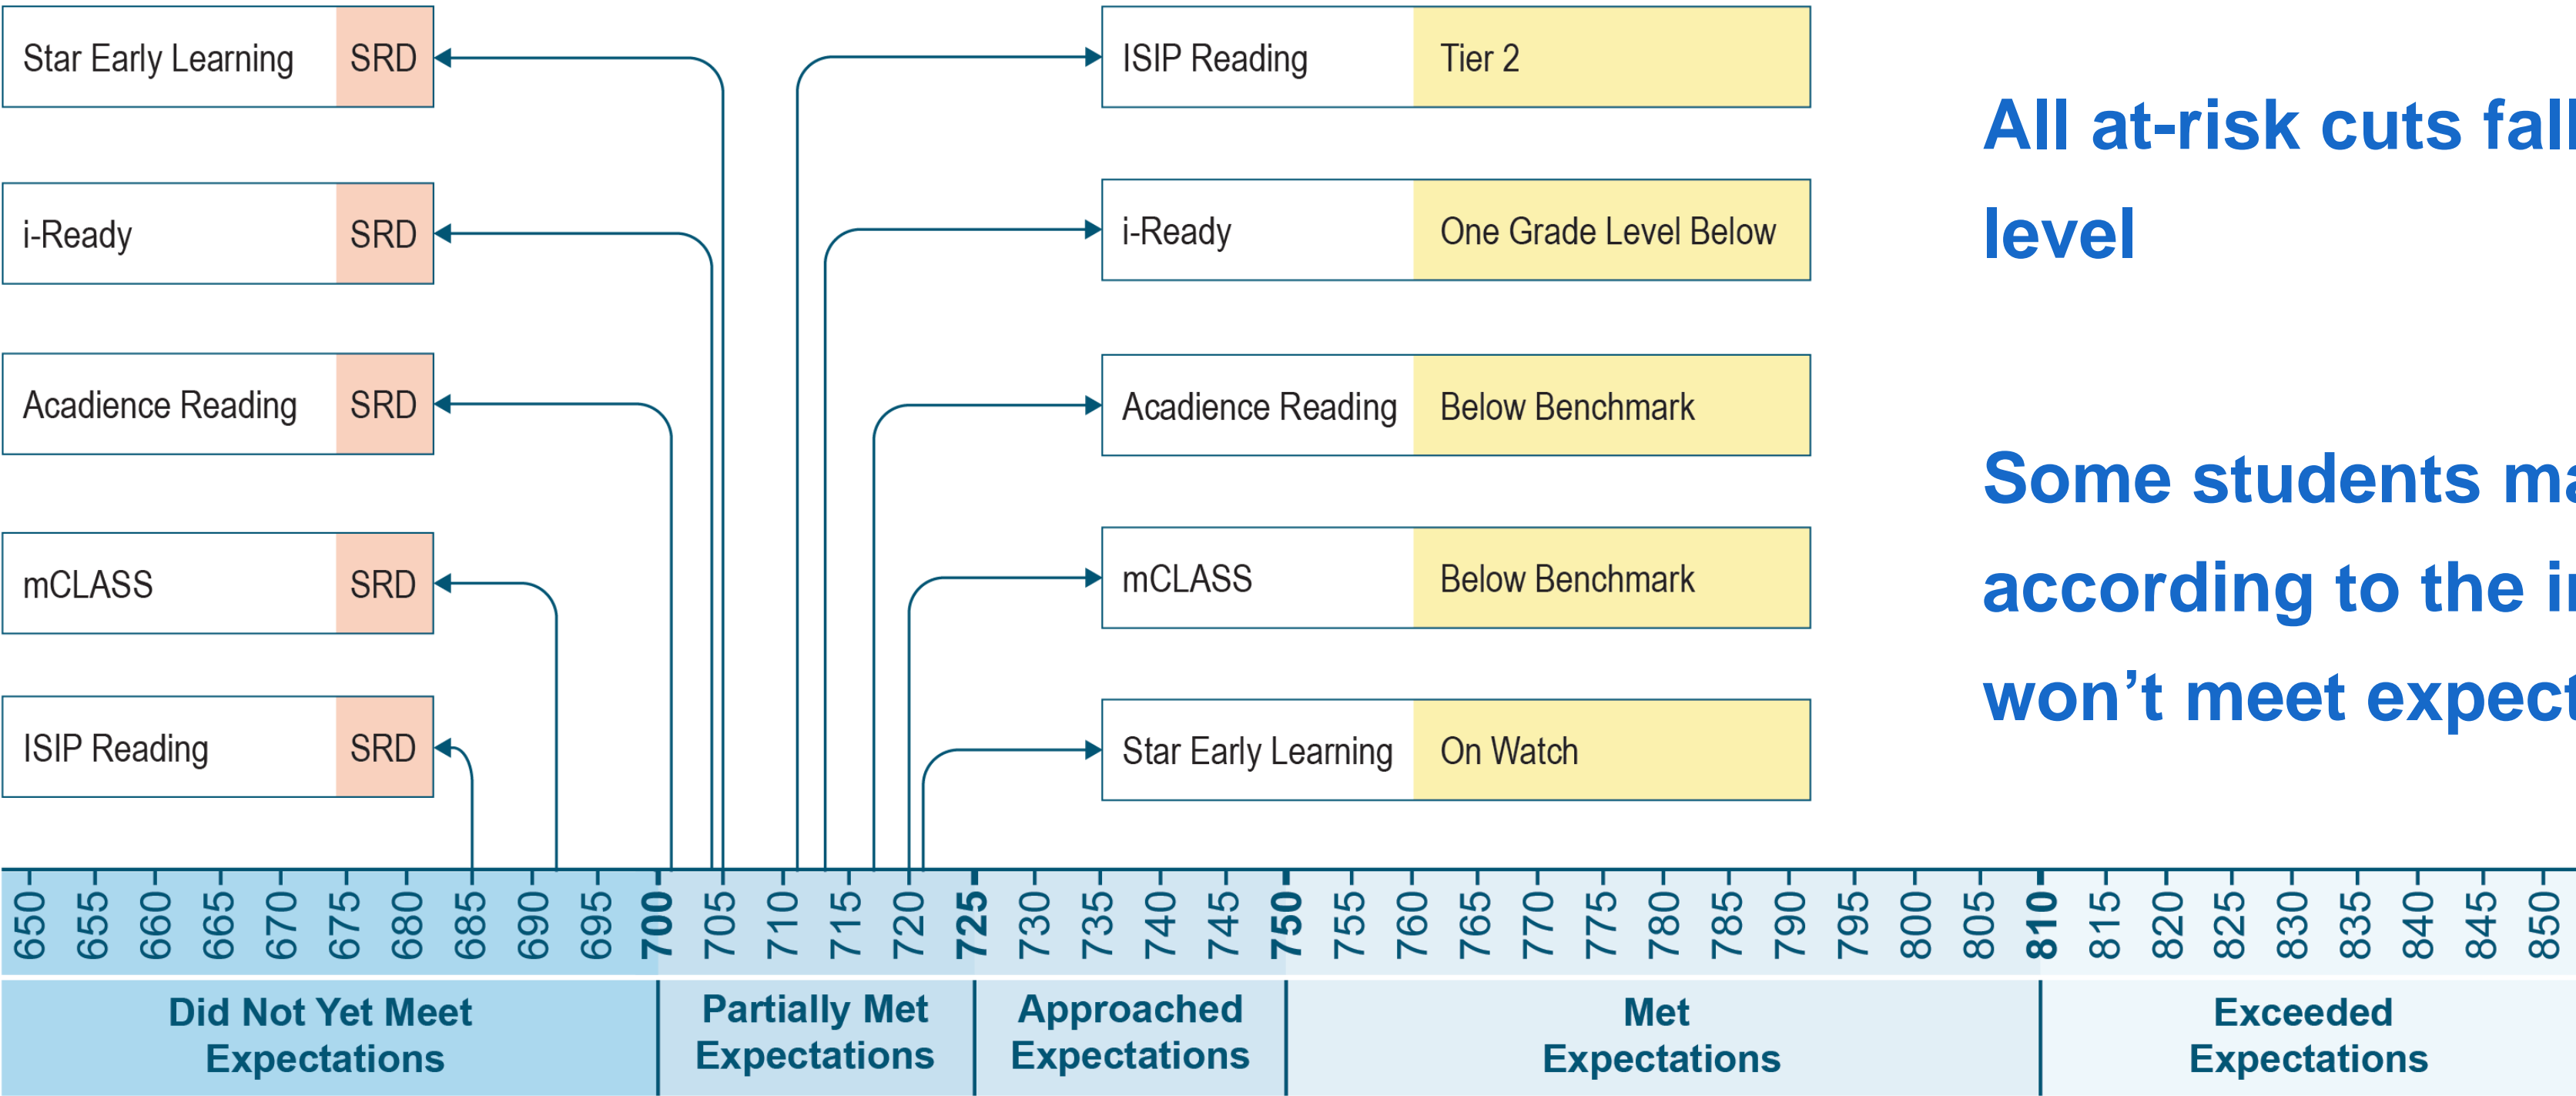 Star Early Learning SRD
i-Ready SRD
Acadience Reading SRD
mCLASS SRD
ISIP Reading SRD
ISIP Reading Tier 2
i-Ready One Grade Level Below
Acadience Reading Below Benchmark
mCLASS Below Benchmark
Star Early Learning On Watch
All at-risk cuts fall
level
Some students
according to the
won’t meet
650 655 660 665 670 675 680 685 690 695 700 705 710 715 720 725 730 735 740 745 750 755 760 765 770 775 780 785 790 795 800 805 810 815 820 825 830 835 840 845 850
Did Not Yet Meet
Expectations
Partially Met
Expectations
Approached
Expectations
Met
Expectations
Exceeded
Expectations